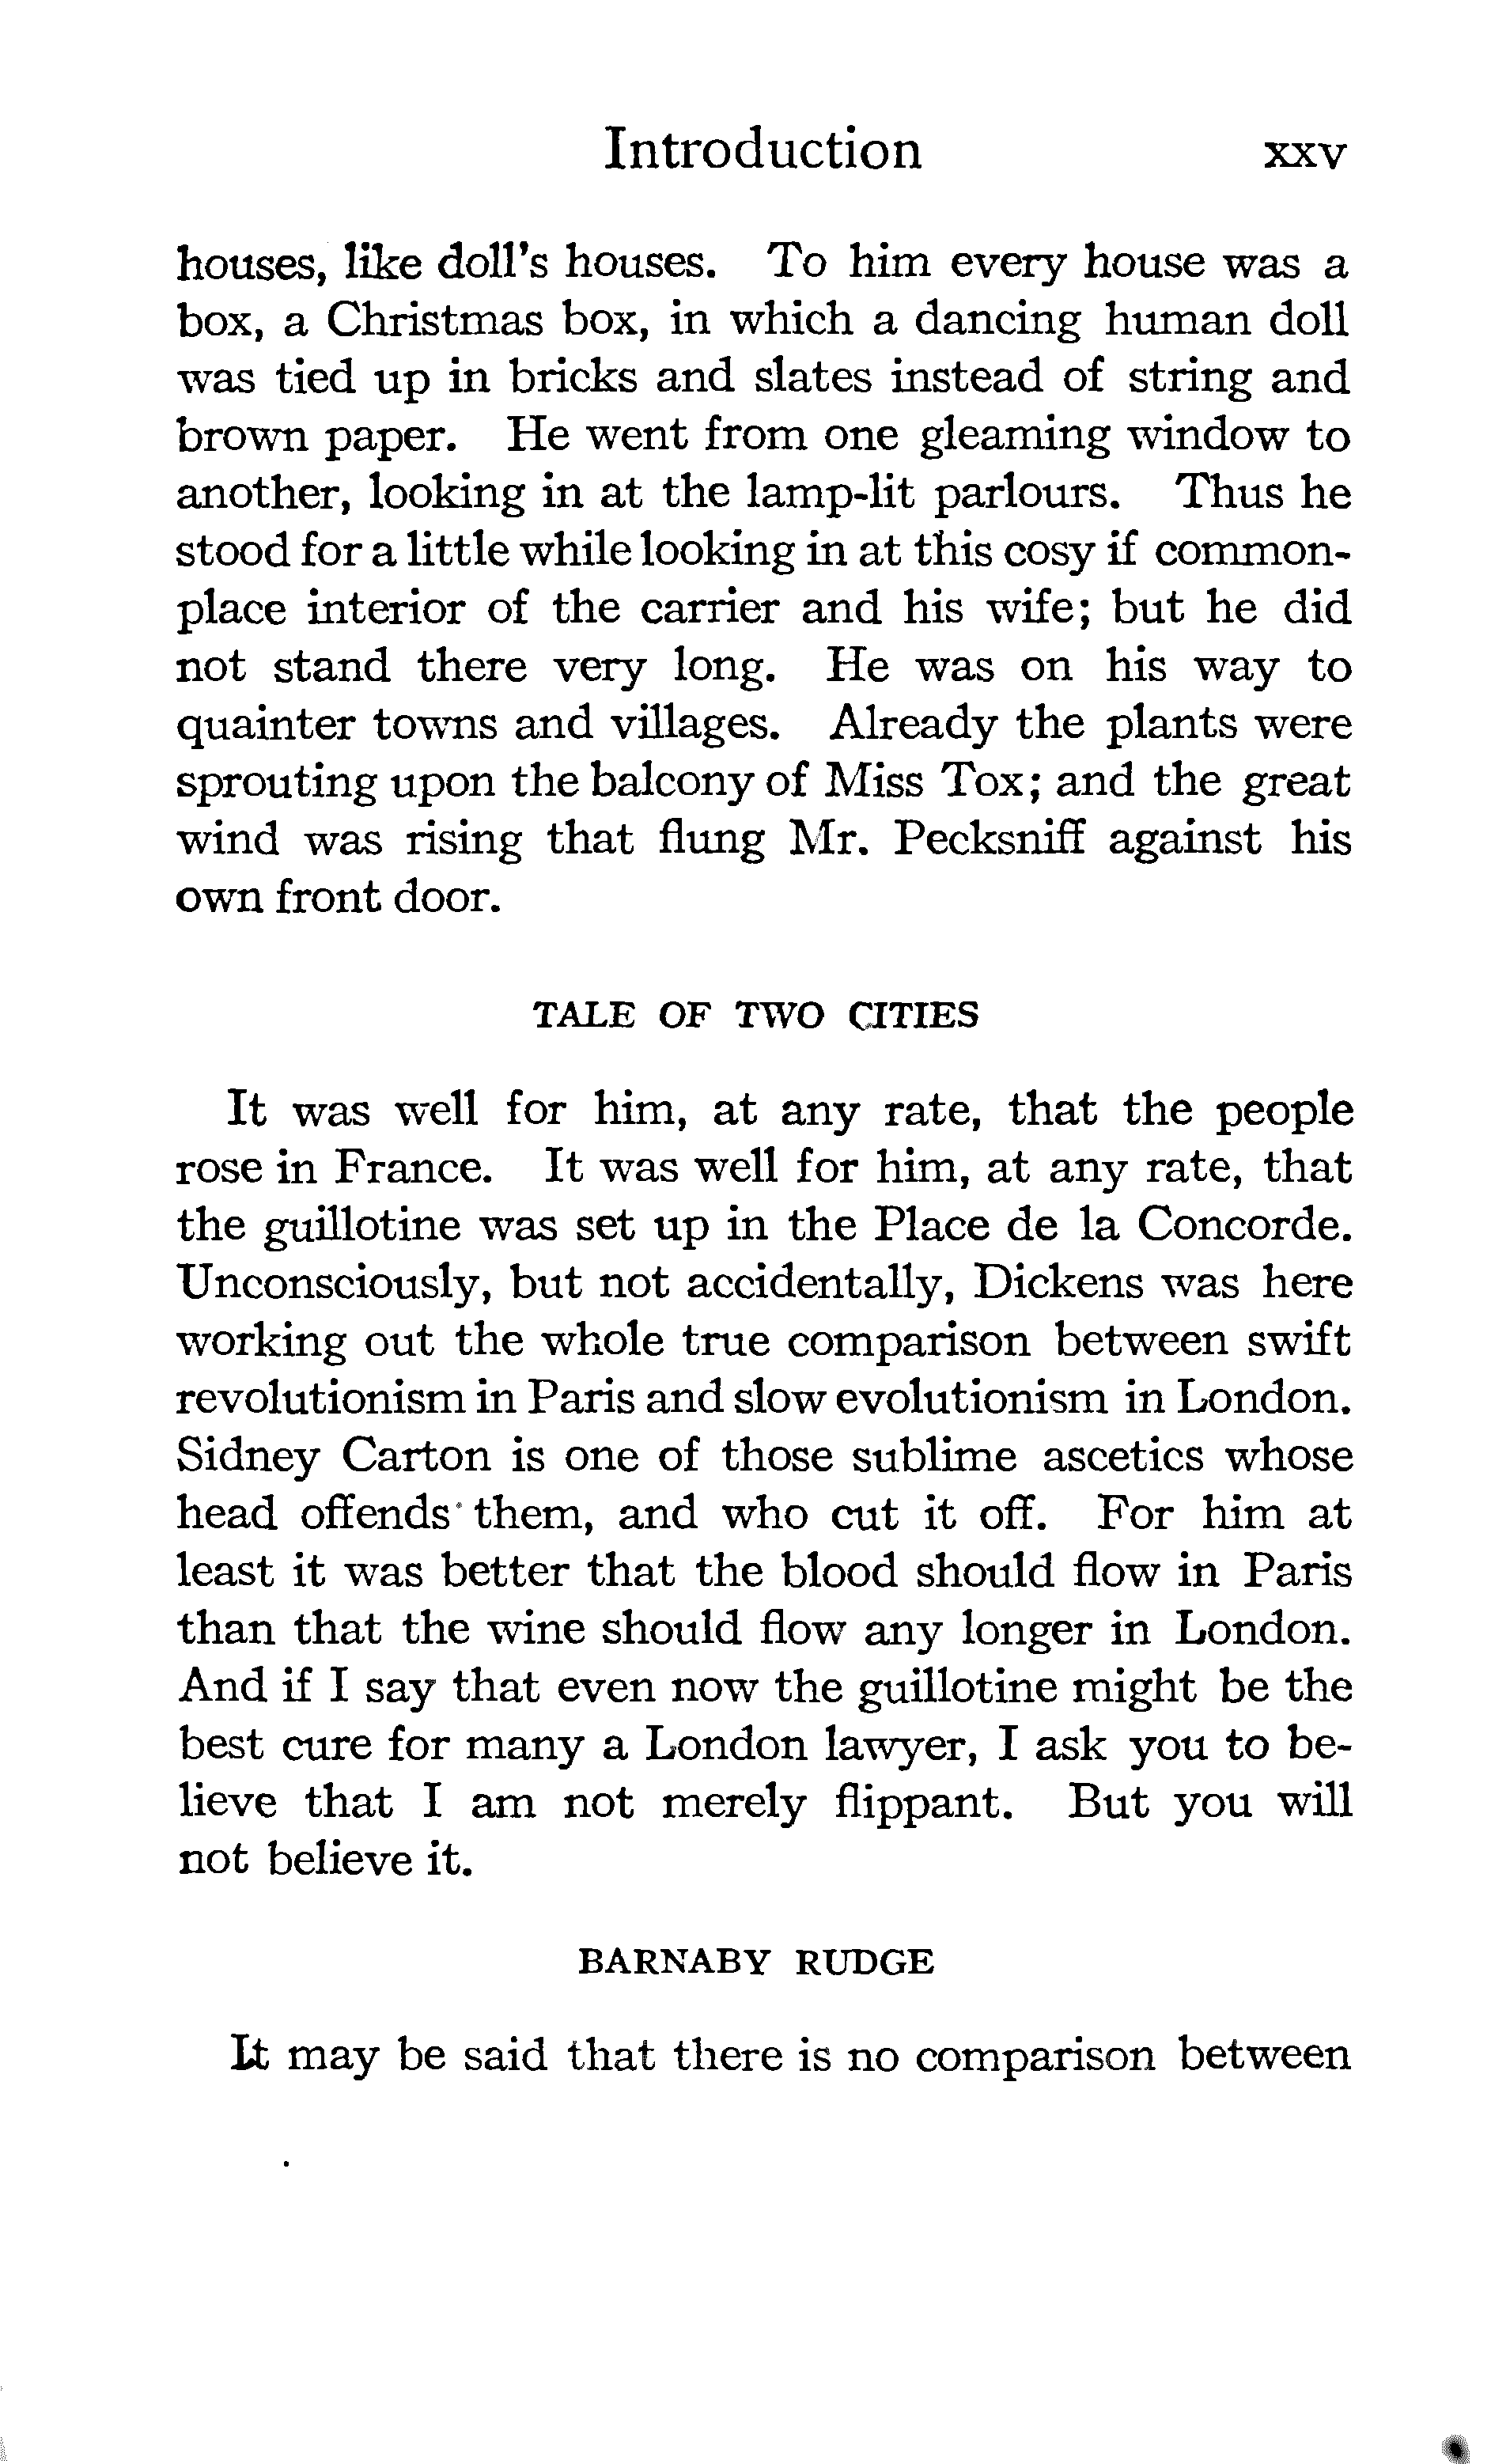 Introduction xxv
houses, like doll's houses. To him every house was a
box, a Christmas box, in which a dancing human doll
was tied up in bricks and slates instead of string and
brown paper. He went from one gleaming window to
another, looking in at the lamp-lit parlours. Thus he
stood for a little while looking in at this cosy if common-
place interior of the carrier and his wife; but he did
not stand there very long. He was on his way to
quainter towns and villages. Already the plants were
sprouting upon the balcony of Miss Tox; and the great
wind was rising that flung Mr. Pecksniff against his
own front door.
TALE OF TWO CITIES
It was well for him, at any rate, that the people
rose in France. It was well for him, at any rate, that
the guillotine was set up in the Place de la Concorde.
Unconsciously, but not accidentally, Dickens was here
working out the whole true comparison between swift
revolutionism in Paris and slow evolutionism in London.
Sidney Carton is one of those sublime ascetics whose
head offends them, and who cut it off. For him at
least it was better that the blood should flow in Paris
than that the wine should flow any longer in London.
And if I say that even now the guillotine might be the
best cure for many a London lawyer, I ask you to be-
lieve that I am not merely flippant. But you will
not believe it.
BARNABY RUDGE
It may be said that there is no comparison between